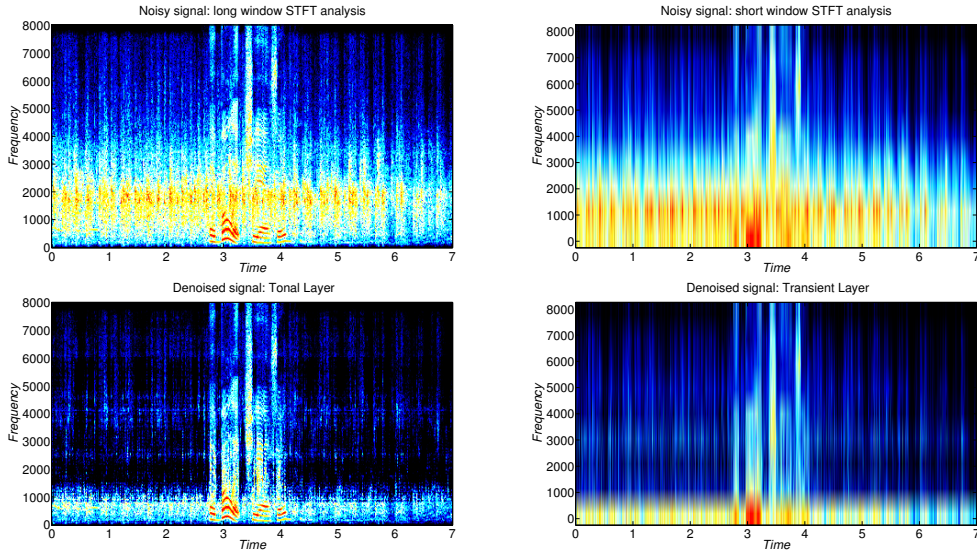 Noisy signal: long window STFT analysis
8000
7000
6000
5000
4000
3000
2000
1000
0
Frequency
0 1 2 3 4 5 6 7
Time
Noisy signal: short window STFT analysis
8000
7000
6000
5000
4000
3000
2000
1000
0
Frequency
0 1 2 3 4 5 6 7
Time
Denoised signal: Tonal Layer
8000
7000
6000
5000
4000
3000
2000
1000
0
Frequency
0 1 2 3 4 5 6 7
Time
Denoised signal: Transient Layer
8000
7000
6000
5000
4000
3000
2000
1000
0
Frequency
0 1 2 3 4 5 6 7
Time